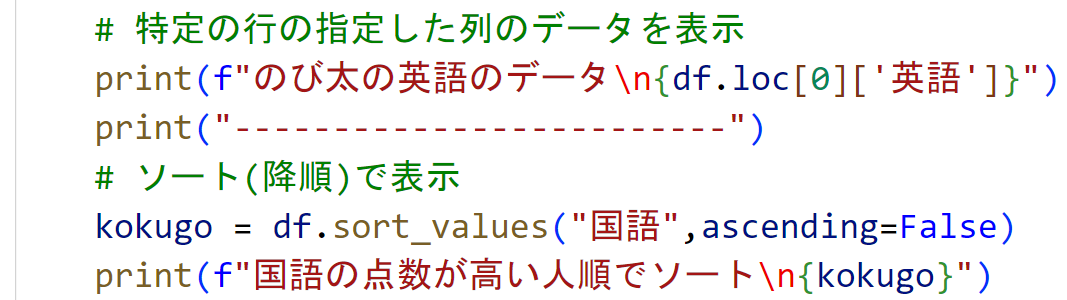 # 特定の行の指定した列のデータを表示
print(f"のび太の英語のデータ\n{df.loc[0]['英語']}")
print("-------------------------")
# ソート(降順)で表示
kokugo = df.sort_values("国語",ascending=False)
print(f"国語の点数が高い人順でソート\n{kokugo}")